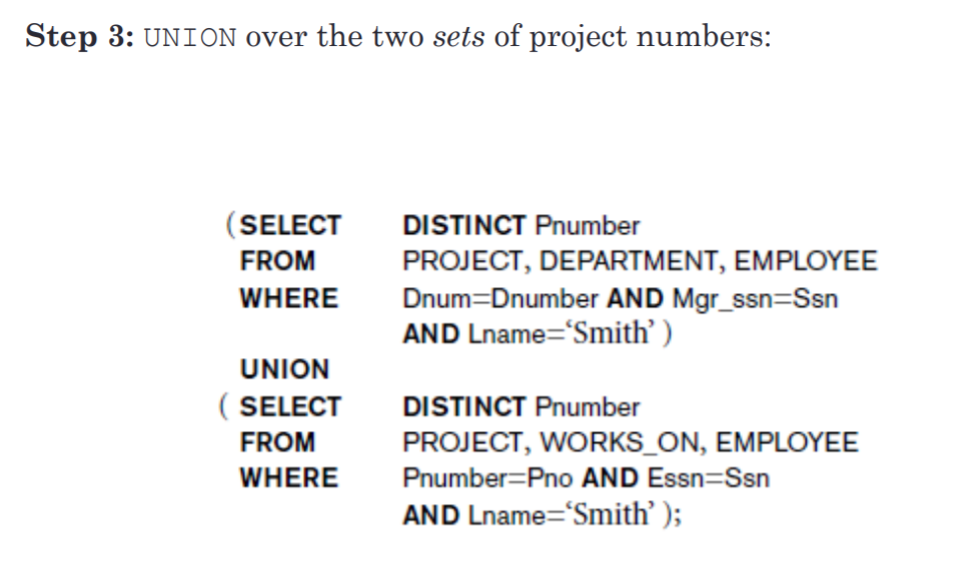 Step 3: UNION over the two sets of project numbers:
(SELECT DISTINCT Pnumber
FROM PROJECT, DEPARTMENT, EMPLOYEE
WHERE Dnum=Dnumber AND Mgr_ssn=Ssn
AND Lname=‘Smith’ )
UNION
( SELECT DISTINCT Pnumber
FROM PROJECT, WORKS_ON, EMPLOYEE
WHERE Pnumber=Pno AND Essn=Ssn
AND Lname=‘Smith’ );